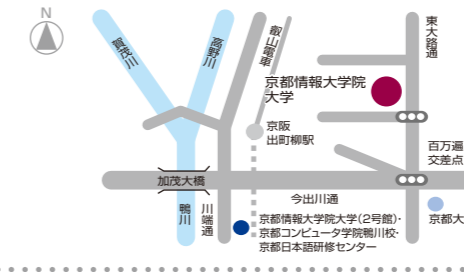 N
賀茂川
高野川
叡山電車
東大路通
京都情報大学院
大学
京阪
出町柳駅
百万遍
交差点
加茂大橋
今出川通
鴨川
川端通
京都情報大学院大学（2号館）・
京都コンピュータ学院鴨川校・
京都日本語研修センター
京都大